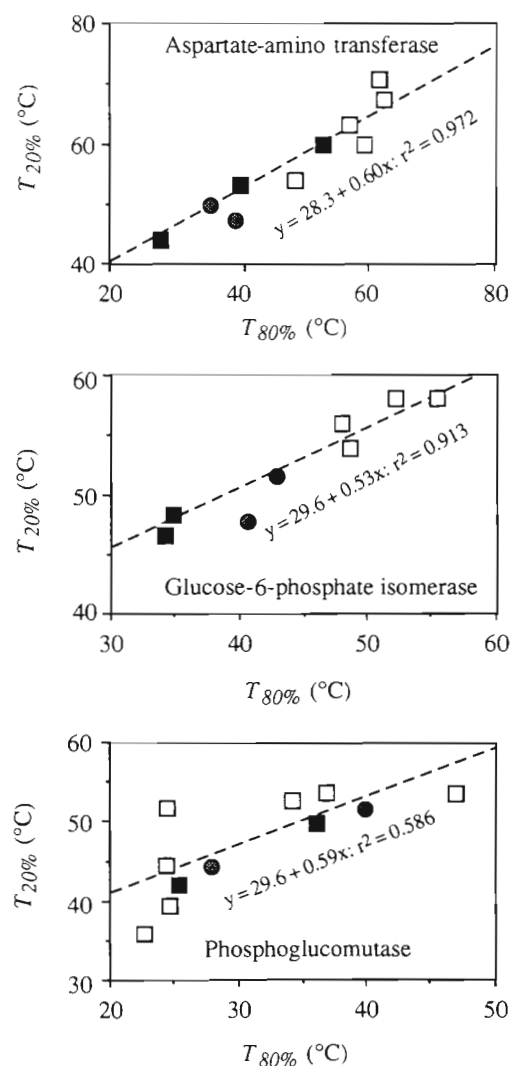 80
Aspartate-amino transferase
T20% (°C)
60
y = 28.3 + 0.60x: r² = 0.972
40
20 40 60 80
T80% (°C)
60
T20% (°C)
50
y = 29.6 + 0.53x: r² = 0.913
Glucose-6-phosphate isomerase
40
30 40 50 60
T80% (°C)
60
T20% (°C)
50
y = 29.6 + 0.59x: r² = 0.586
40
Phosphoglucomutase
30
20 30 40 50
T80% (°C)